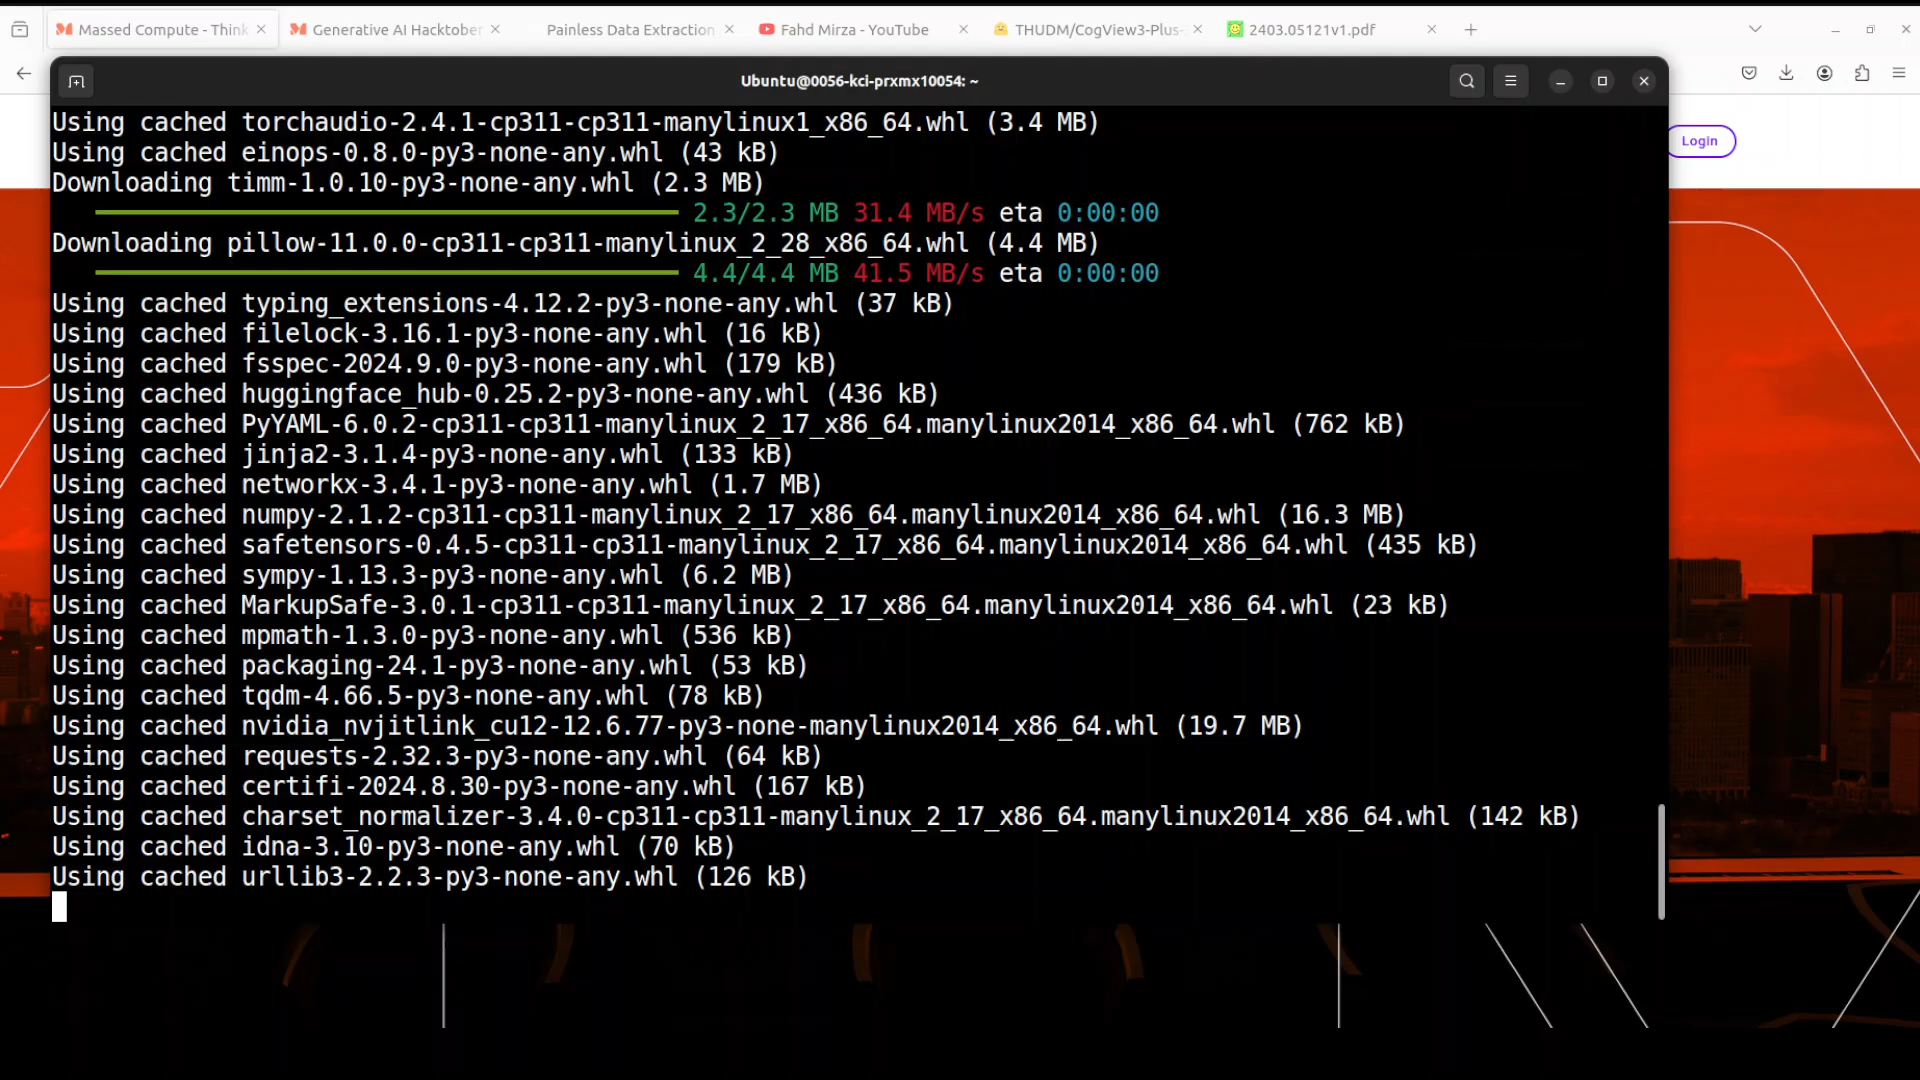 Massed Compute - Think
Generative AI Hacktober
Painless Data Extraction
Fahd Mirza - YouTube
THUDM/CogView3-Plus-
2403.05121v1.pdf
Ubuntu@0056-kci-prxmx10054: ~
Login
Using cached torchaudio-2.4.1-cp311-cp311-manylinux1_x86_64.whl (3.4 MB)
Using cached einops-0.8.0-py3-none-any.whl (43 kB)
Downloading timm-1.0.10-py3-none-any.whl (2.3 MB)
2.3/2.3 MB 31.4 MB/s eta 0:00:00
Downloading pillow-11.0.0-cp311-cp311-manylinux_2_28_x86_64.whl (4.4 MB)
4.4/4.4 MB 41.5 MB/s eta 0:00:00
Using cached typing_extensions-4.12.2-py3-none-any.whl (37 kB)
Using cached filelock-3.16.1-py3-none-any.whl (16 kB)
Using cached fsspec-2024.9.0-py3-none-any.whl (179 kB)
Using cached huggingface_hub-0.25.2-py3-none-any.whl (436 kB)
Using cached PyYAML-6.0.2-cp311-cp311-manylinux_2_17_x86_64.manylinux2014_x86_64.whl (762 kB)
Using cached jinja2-3.1.4-py3-none-any.whl (133 kB)
Using cached networkx-3.4.1-py3-none-any.whl (1.7 MB)
Using cached numpy-2.1.2-cp311-cp311-manylinux_2_17_x86_64.manylinux2014_x86_64.whl (16.3 MB)
Using cached safetensors-0.4.5-cp311-cp311-manylinux_2_17_x86_64.manylinux2014_x86_64.whl (435 kB)
Using cached sympy-1.13.3-py3-none-any.whl (6.2 MB)
Using cached MarkupSafe-3.0.1-cp311-cp311-manylinux_2_17_x86_64.manylinux2014_x86_64.whl (23 kB)
Using cached mpmath-1.3.0-py3-none-any.whl (536 kB)
Using cached packaging-24.1-py3-none-any.whl (53 kB)
Using cached tqdm-4.66.5-py3-none-any.whl (78 kB)
Using cached nvidia_nvjitlink_cu12-12.6.77-py3-none-manylinux2014_x86_64.whl (19.7 MB)
Using cached requests-2.32.3-py3-none-any.whl (64 kB)
Using cached certifi-2024.8.30-py3-none-any.whl (167 kB)
Using cached charset_normalizer-3.4.0-cp311-cp311-manylinux_2_17_x86_64.manylinux2014_x86_64.whl (142 kB)
Using cached idna-3.10-py3-none-any.whl (70 kB)
Using cached urllib3-2.2.3-py3-none-any.whl (126 kB)